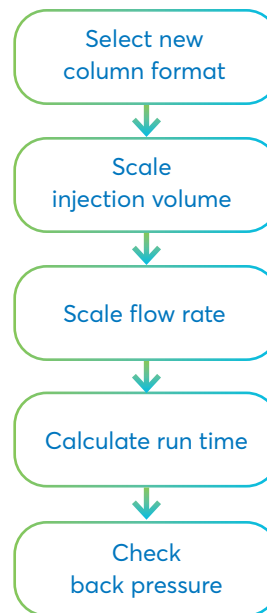 Select new
column format
Scale
injection volume
Scale flow rate
Calculate run time
Check
back pressure